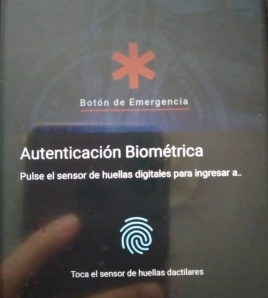 Botón de Emergencia
Autenticación Biométrica
Pulse el sensor de huellas digitales para ingresar a..
Toca el sensor de huellas dactilares